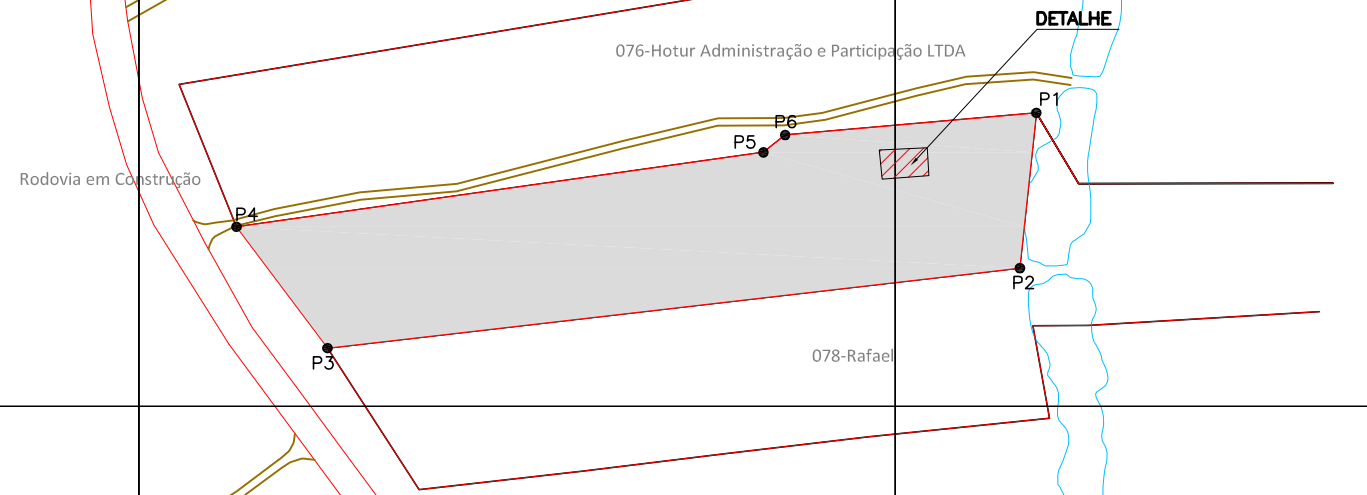 DETALHE
076-Hotur Administração e Participação LTDA
P1
P6
P5
Rodovia em Construção
P4
P2
078-Rafael
P3